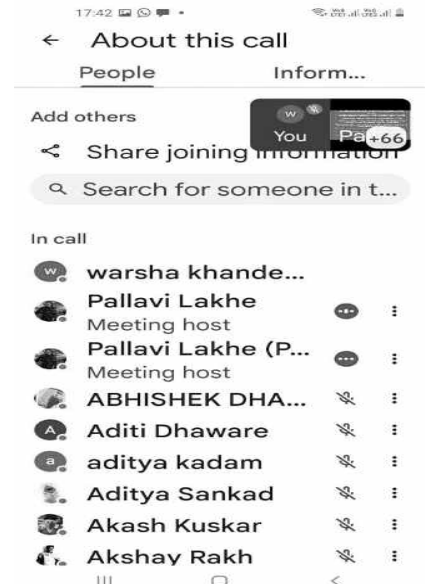 17:42
About this call
People Inform...
Add others
W
You Pa +66
Share joining information
Search for someone in t...
In call
w warsha khande...
Pallavi Lakhe
Meeting host
Pallavi Lakhe (P...
Meeting host
ABHISHEK DHA...
A Aditi Dhaware
a aditya kadam
Aditya Sankad
Akash Kuskar
Akshay Rakh